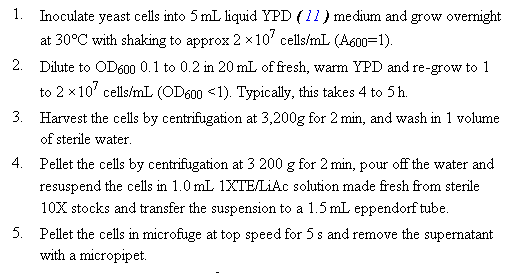 1. Inoculate yeast cells into 5 mL liquid YPD (11) medium and grow overnight
at 30°C with shaking to approx 2 ×10⁷ cells/mL (A₆₀₀=1).
2. Dilute to OD₆₀₀ 0.1 to 0.2 in 20 mL of fresh, warm YPD and re-grow to 1
to 2 ×10⁷ cells/mL (OD₆₀₀ <1). Typically, this takes 4 to 5 h.
3. Harvest the cells by centrifugation at 3,200g for 2 min, and wash in 1 volume
of sterile water.
4. Pellet the cells by centrifugation at 3 200 g for 2 min, pour off the water and
resuspend the cells in 1.0 mL 1XTE/LiAc solution made fresh from sterile
10X stocks and transfer the suspension to a 1.5 mL eppendorf tube.
5. Pellet the cells in microfuge at top speed for 5 s and remove the supernatant
with a micropipet.